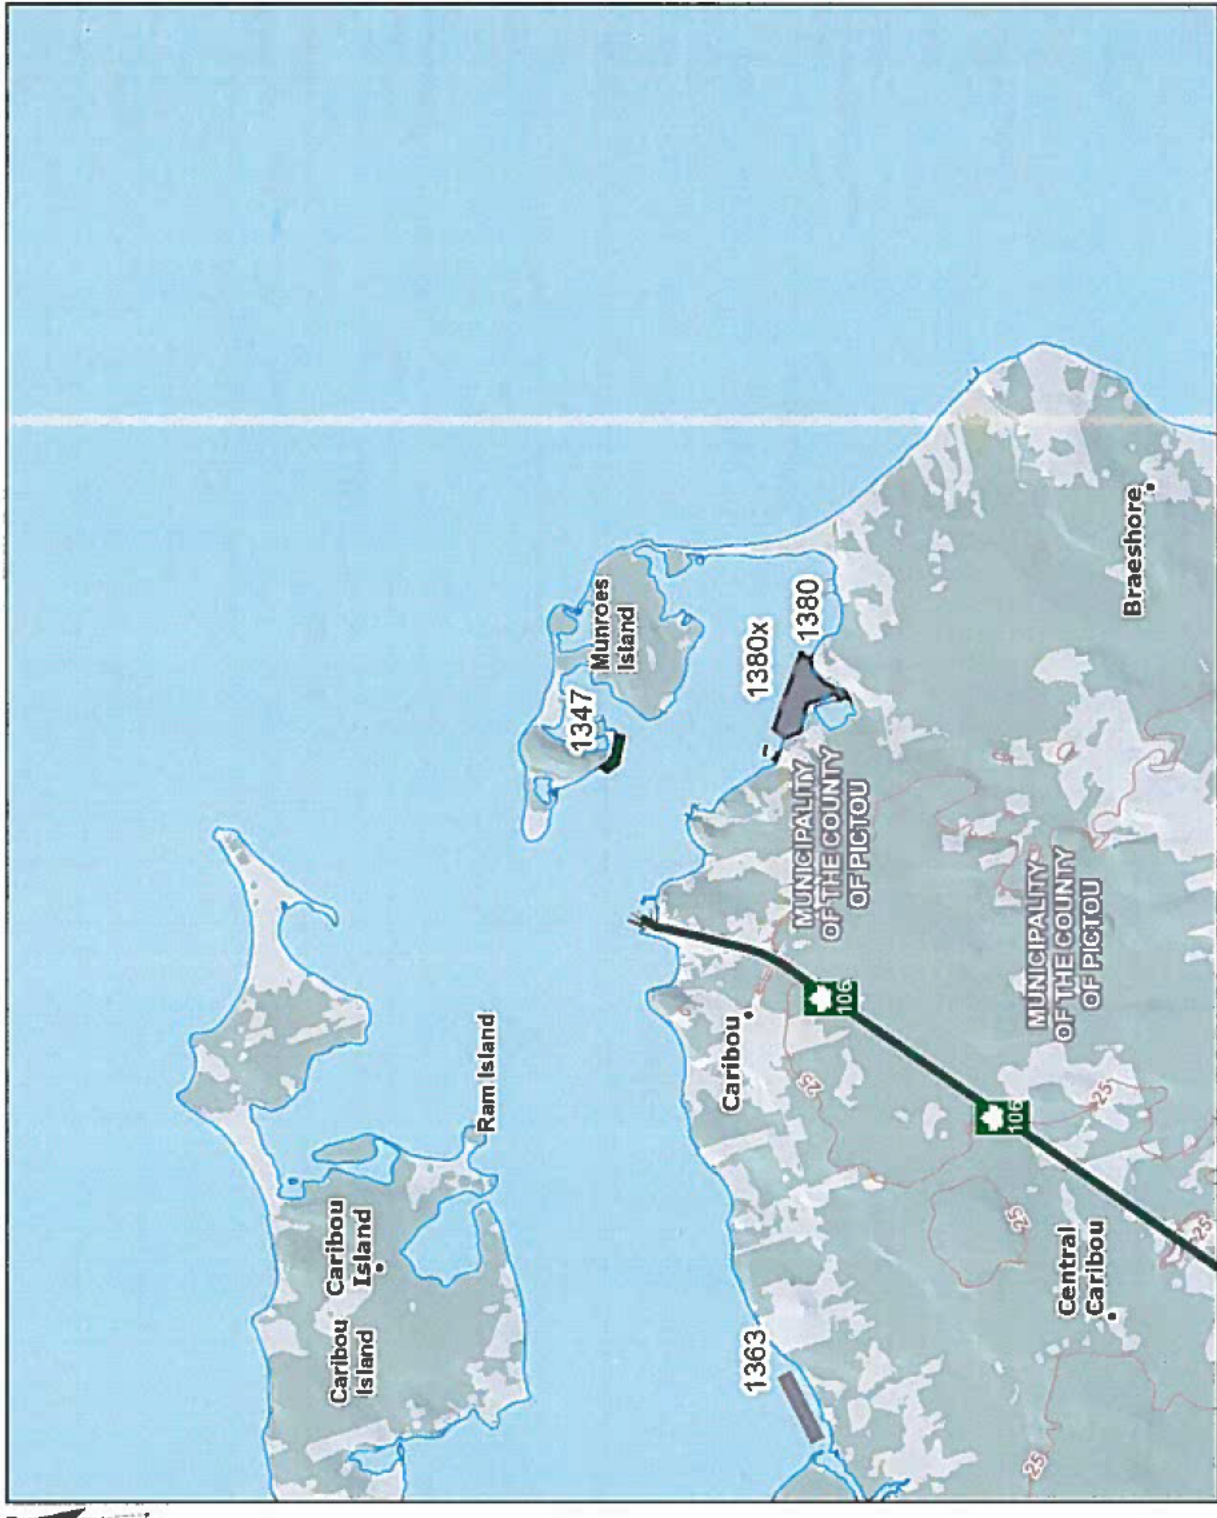 Caribou
Island
Caribou
Island
Ram Island
1347
Munroes
Island
1363
Caribou
1380x
1380
MUNICIPALITY
OF THE COUNTY
OF PICTOU
106
25
106
25
25
MUNICIPALITY
OF THE COUNTY
OF PICTOU
Central
Caribou
25
25
Braeshore